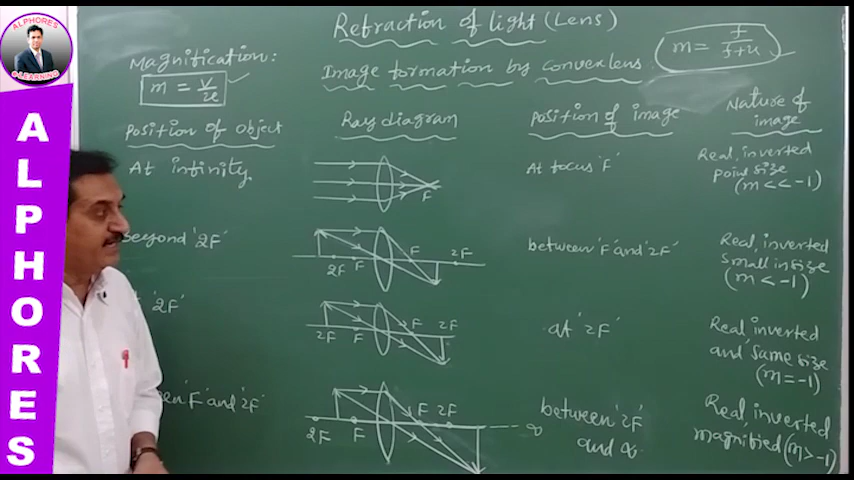 ALPHORES
e-LEARNING
ALPHORES
Refraction of light (Lens)
Magnification:
m = v/u
Image formation by convex lens
m = f/f+u
Position of object
Ray diagram
Position of image
Nature of
image
At infinity.
F
At focus 'F'
Real, inverted
point size
(m << -1)
Beyond '2F'
2F F F 2F
between 'F' and '2F'
Real, inverted
small in size
(m < -1)
'2F'
2F F F 2F
at '2F'
Real, inverted
and same size
(m = -1)
'F' and '2F'
2F F F 2F ∞
between '2F'
and ∝
Real, inverted
magnified (m > -1)